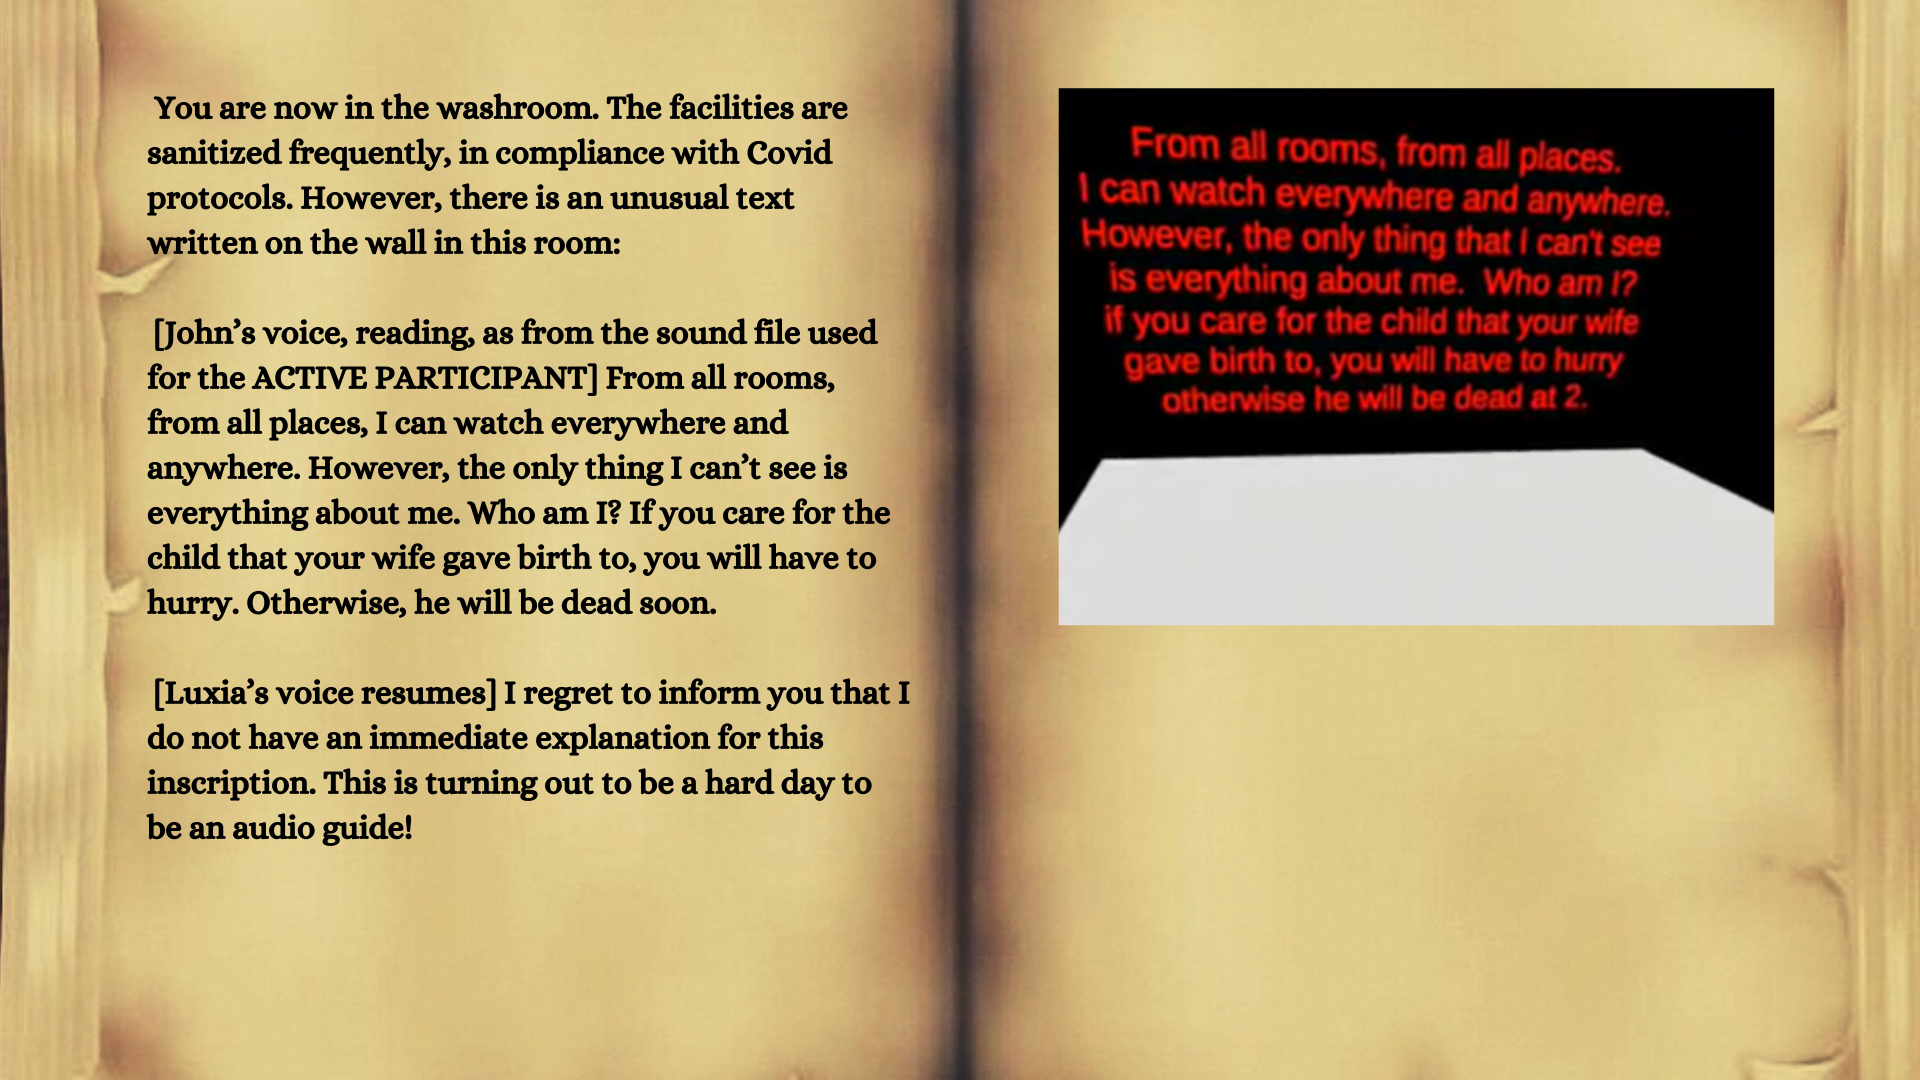 You are now in the washroom. The facilities are
sanitized frequently, in compliance with Covid
protocols. However, there is an unusual text
written on the wall in this room:
[John’s voice, reading, as from the sound file used
for the ACTIVE PARTICIPANT] From all rooms,
from all places, I can watch everywhere and
anywhere. However, the only thing I can’t see is
everything about me. Who am I? If you care for the
child that your wife gave birth to, you will have to
hurry. Otherwise, he will be dead soon.
[Luxia’s voice resumes] I regret to inform you that I
do not have an immediate explanation for this
inscription. This is turning out to be a hard day to
be an audio guide!
From all rooms, from all places.
I can watch everywhere and anywhere.
However, the only thing that I can't see
is everything about me. Who am I?
if you care for the child that your wife
gave birth to, you will have to hurry
otherwise he will be dead at 2.